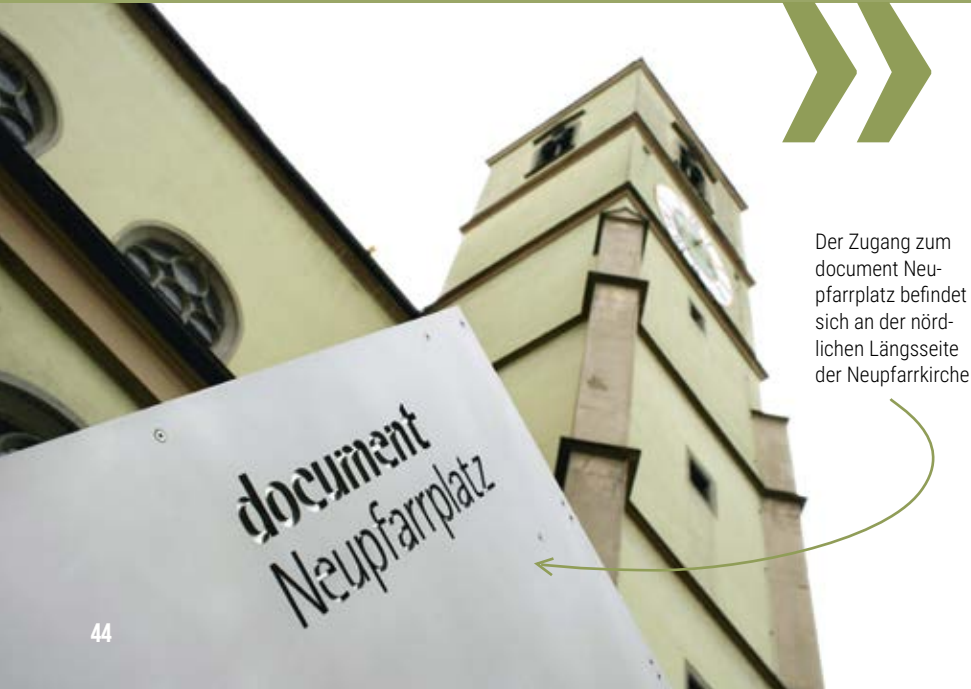 Der Zugang zum
document Neu-
pfarrplatz befindet
sich an der nörd-
lichen Längsseite
der Neupfarrkirche
document
Neupfarrplatz
44